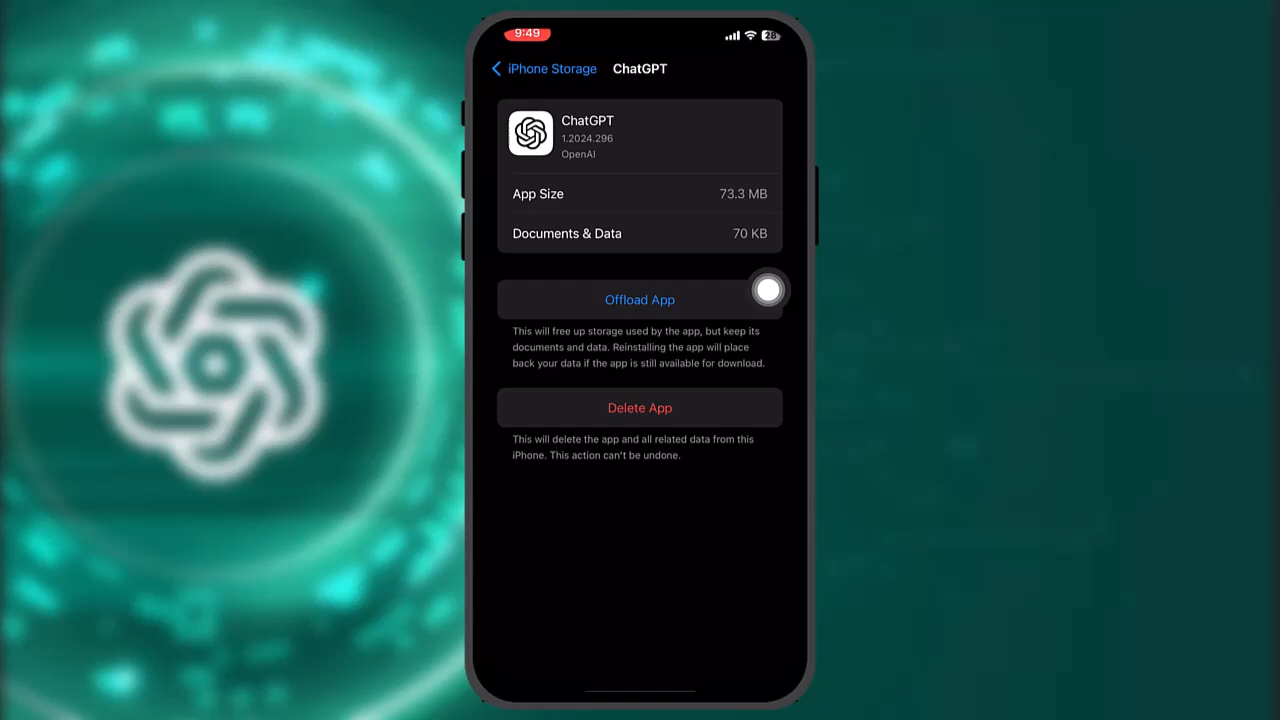 9:49
28
iPhone Storage
ChatGPT
ChatGPT
1.2024.296
OpenAI
App Size
73.3 MB
Documents & Data
70 KB
Offload App
This will free up storage used by the app, but keep its
documents and data. Reinstalling the app will place
back your data if the app is still available for download.
Delete App
This will delete the app and all related data from this
iPhone. This action can't be undone.